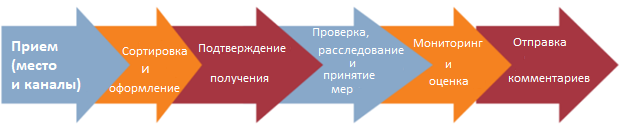 Прием
(место
и каналы)
Сортировка
и
оформление
Подтверждение
получения
Проверка,
расследование
и
принятие
мер
Мониторинг
и
оценка
Отправка
комментариев